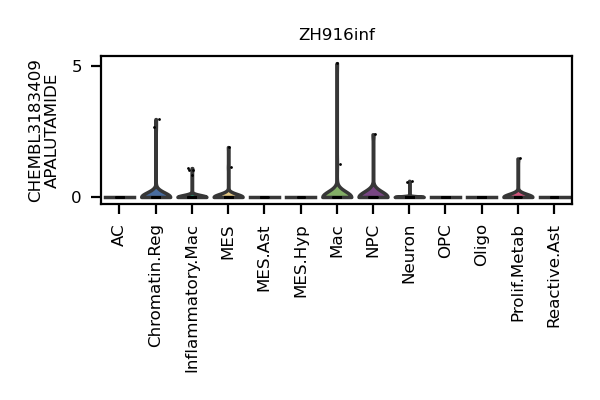 ZH916inf
CHEMBL3183409
APALUTAMIDE
5
0
AC
Chromatin.Reg
Inflammatory.Mac
MES
MES.Ast
MES.Hyp
Mac
NPC
Neuron
OPC
Oligo
Prolif.Metab
Reactive.Ast